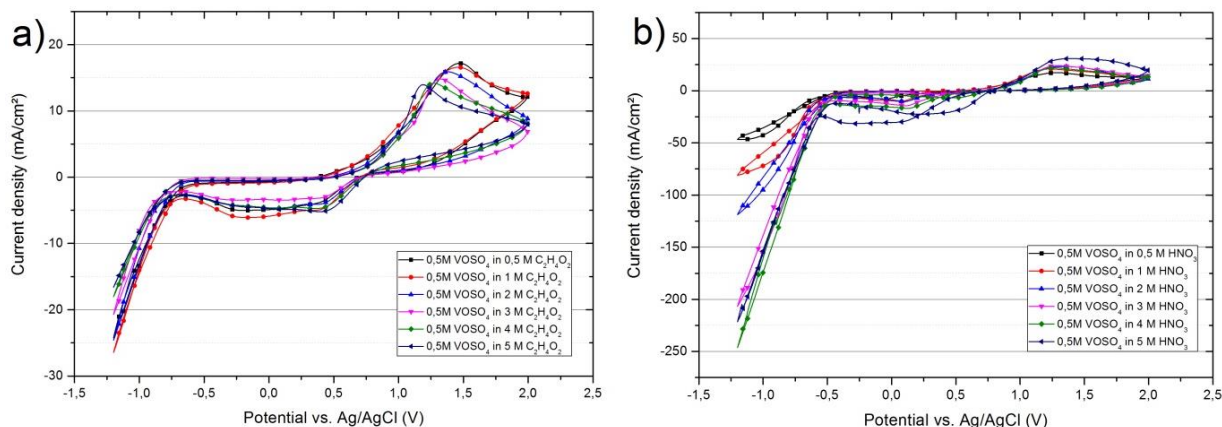 a)
20
10
0
-10
-20
-30
Current density (mA/cm²)
-1,5 -1,0 -0,5 0,0 0,5 1,0 1,5 2,0
Potential vs. Ag/AgCl (V)
0,5M VOSO₄ in 0,5 M C₂H₄O₂
0,5M VOSO₄ in 1 M C₂H₄O₂
0,5M VOSO₄ in 2 M C₂H₄O₂
0,5M VOSO₄ in 3 M C₂H₄O₂
0,5M VOSO₄ in 4 M C₂H₄O₂
0,5M VOSO₄ in 5 M C₂H₄O₂
b)
50
25
0
-25
-50
-75
-100
-125
-150
-175
-200
-225
-250
Current density (mA/cm²)
-1,5 -1,0 -0,5 0,0 0,5 1,0 1,5 2,0 2,5
Potential vs. Ag/AgCl (V)
0,5M VOSO₄ in 0,5 M HNO₃
0,5M VOSO₄ in 1 M HNO₃
0,5M VOSO₄ in 2 M HNO₃
0,5M VOSO₄ in 3 M HNO₃
0,5M VOSO₄ in 4 M HNO₃
0,5M VOSO₄ in 5 M HNO₃